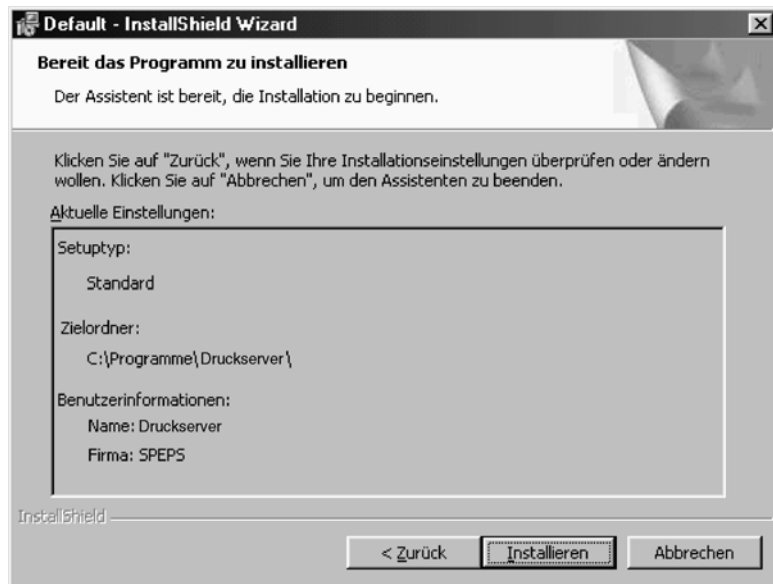 Default - InstallShield Wizard
Bereit das Programm zu installieren
Der Assistent ist bereit, die Installation zu beginnen.
Klicken Sie auf "Zurück", wenn Sie Ihre Installationseinstellungen überprüfen oder ändern
wollen. Klicken Sie auf "Abbrechen", um den Assistenten zu beenden.
Aktuelle Einstellungen:
Setuptyp:
Standard
Zielordner:
C:\Programme\Druckserver\
Benutzerinformationen:
Name: Druckserver
Firma: SPEPS
InstallShield
< Zurück
Installieren
Abbrechen